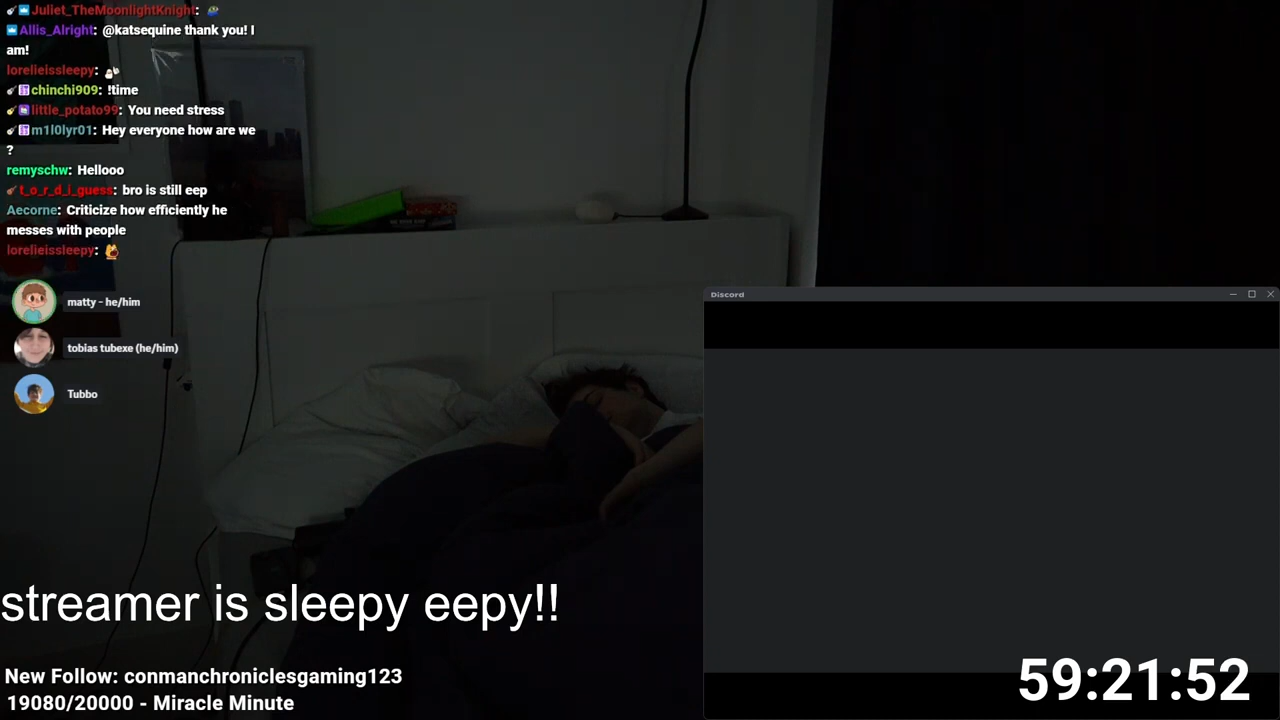 Juliet_TheMoonlightKnight:
Allis_Alright: @katsequine thank you! I
am!
lorelieissleepy:
chinchi909: !time
little_potato99: You need stress
m1l0lyr01: Hey everyone how are we
?
remyschw: Hellooo
t_o_r_d_i_guess: bro is still eep
Aecorne: Criticize how efficiently he
messes with people
lorelieissleepy:
matty - he/him
tobias tubexe (he/him)
Tubbo
Discord
streamer is sleepy eepy!!
New Follow: conmanchroniclesgaming123
19080/20000 - Miracle Minute
59:21:52